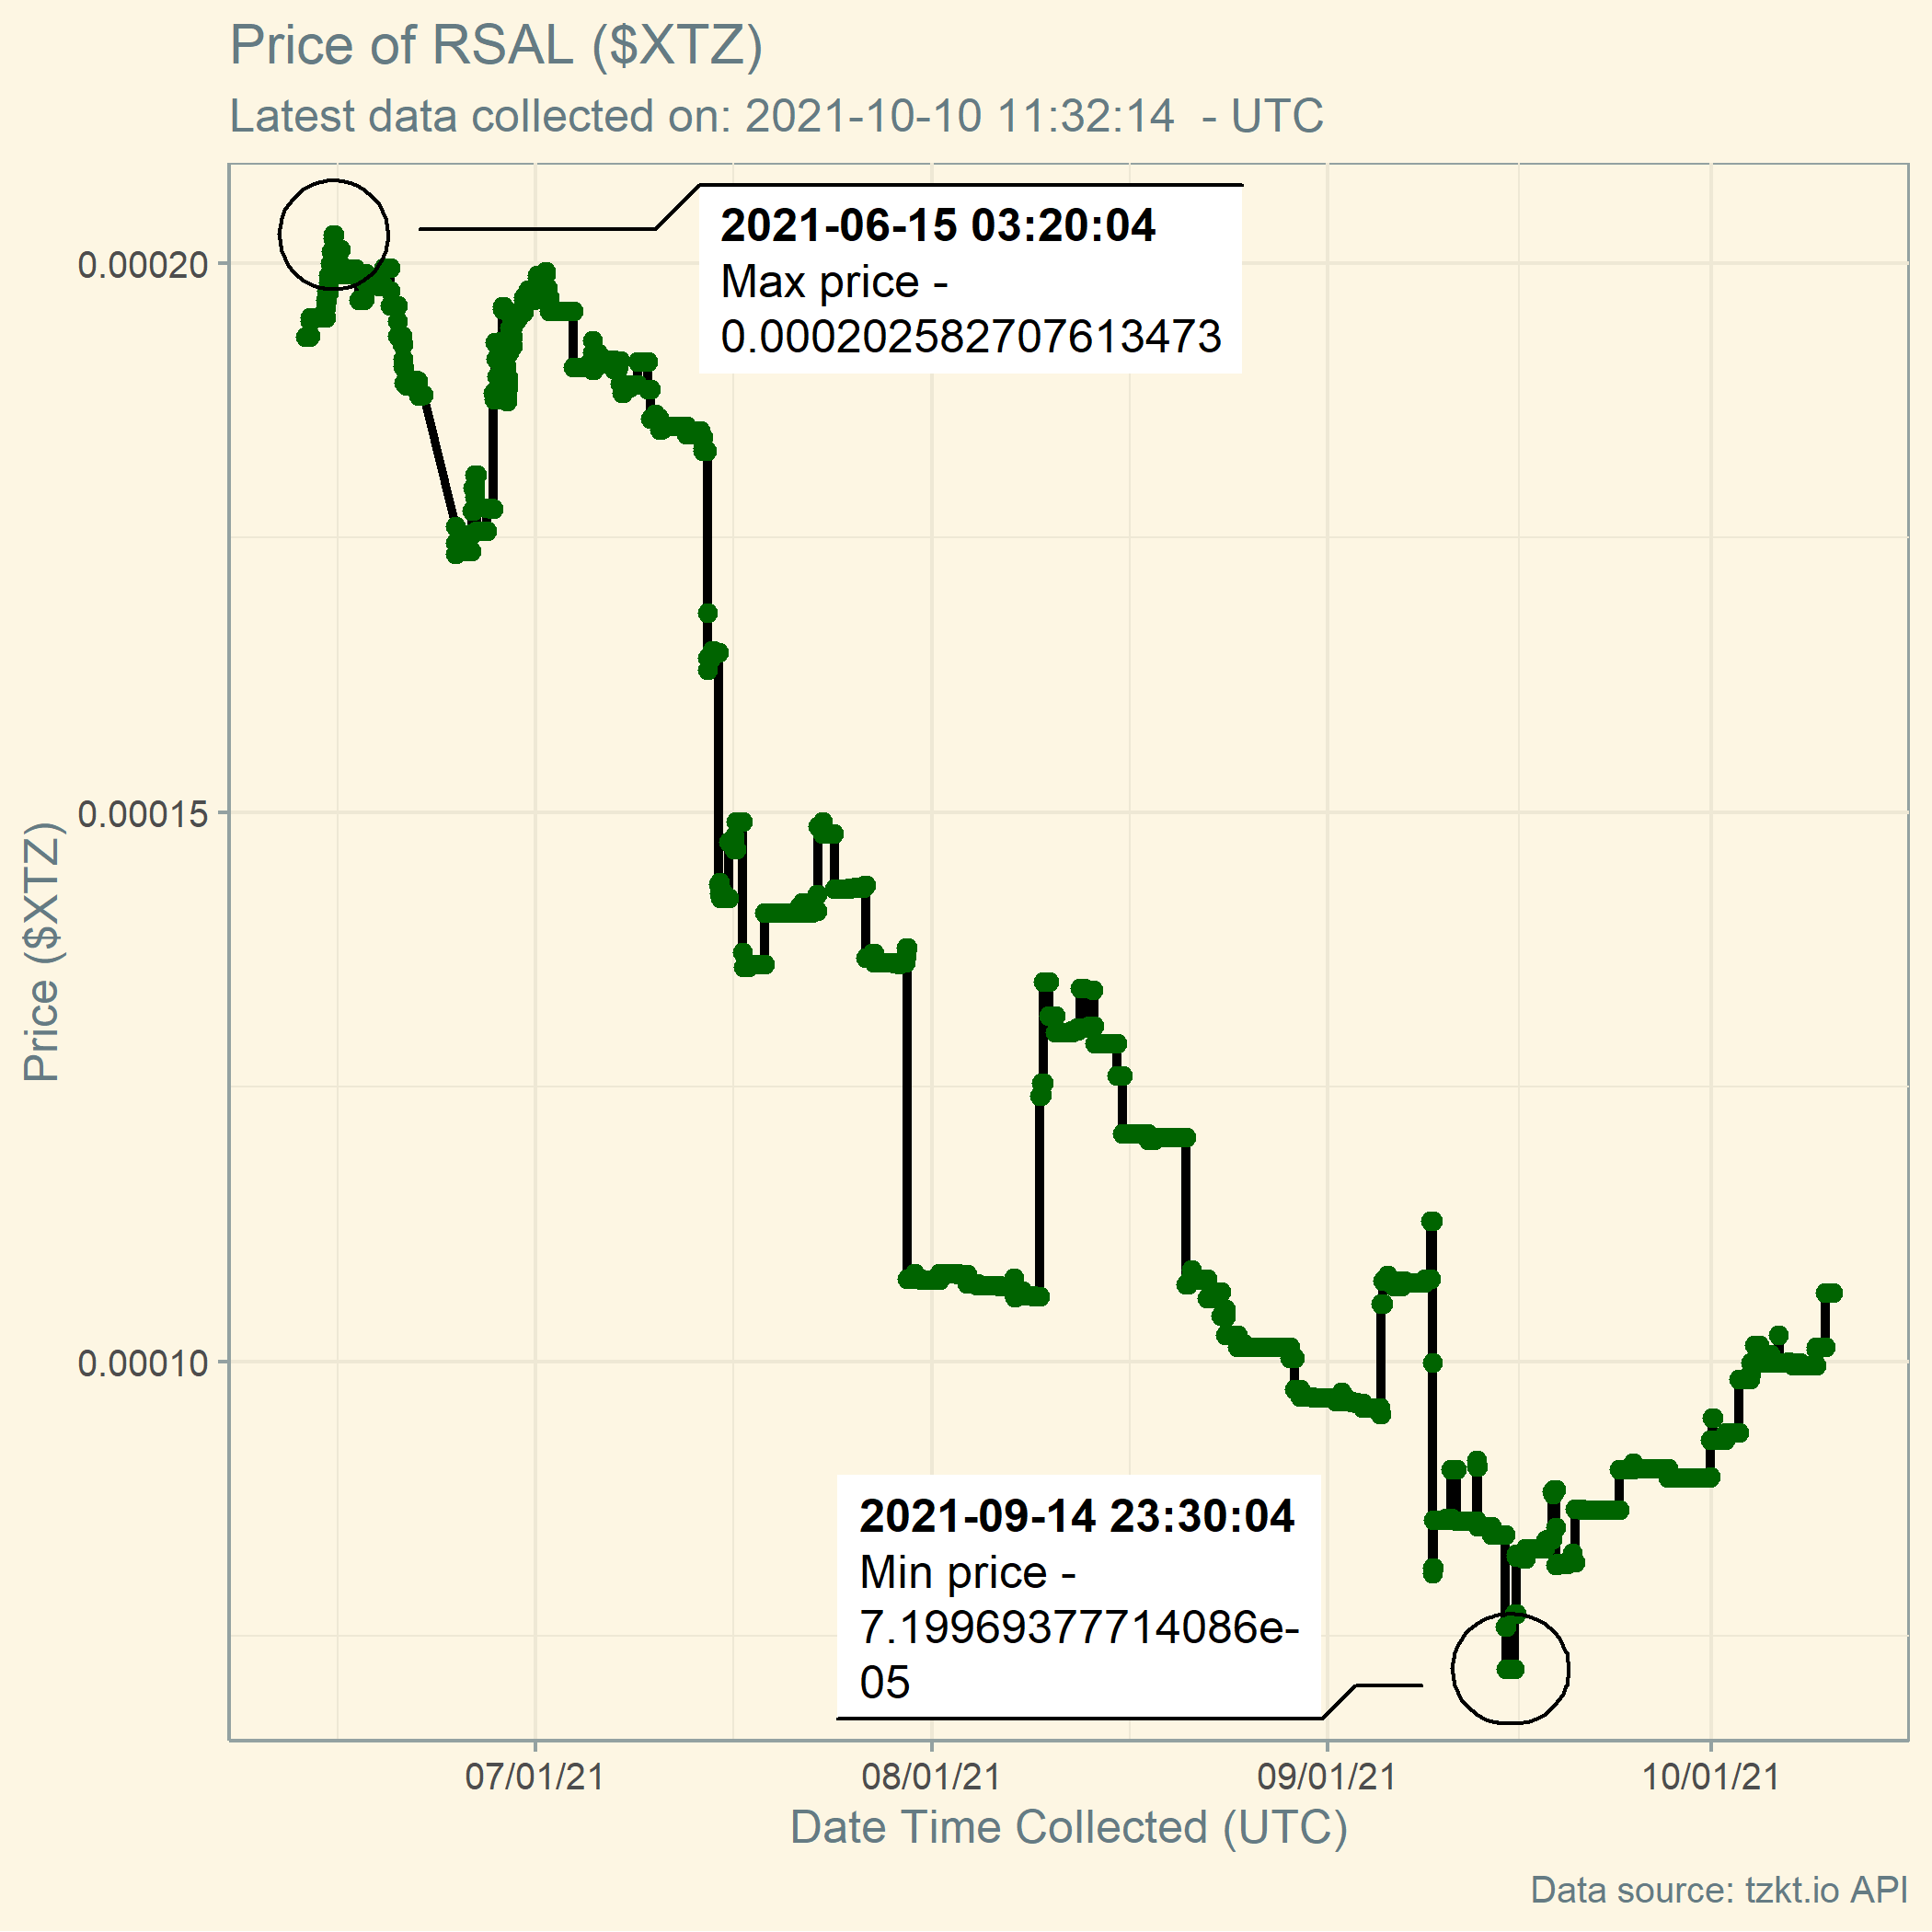 Price of RSAL ($XTZ)
Latest data collected on: 2021-10-10 11:32:14  - UTC
2021-06-15 03:20:04
Max price -
0.000202582707613473
0.00020
0.00015
0.00010
Price ($XTZ)
2021-09-14 23:30:04
Min price -
7.19969377714086e-
05
07/01/21
08/01/21
09/01/21
10/01/21
Date Time Collected (UTC)
Data source: tzkt.io API